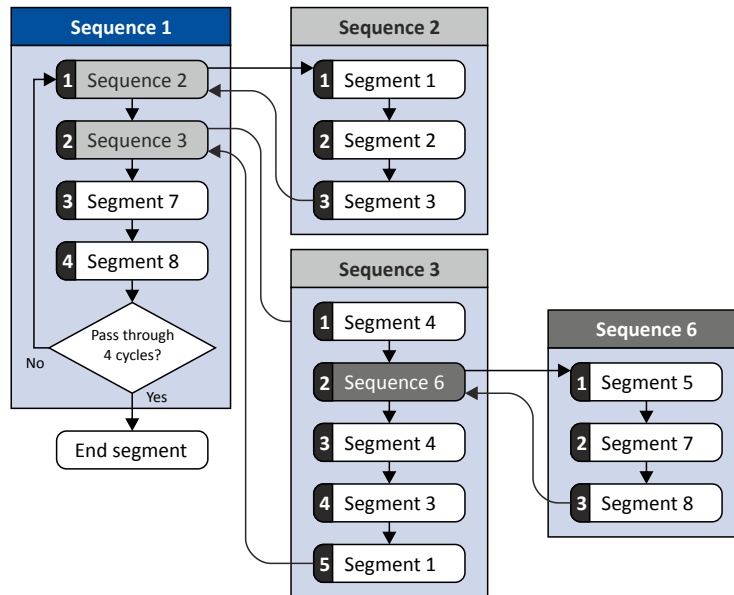 Sequence 1
1 Sequence 2
2 Sequence 3
3 Segment 7
4 Segment 8
Pass through
4 cycles?
No
Yes
End segment
Sequence 2
1 Segment 1
2 Segment 2
3 Segment 3
Sequence 3
1 Segment 4
2 Sequence 6
3 Segment 4
4 Segment 3
5 Segment 1
Sequence 6
1 Segment 5
2 Segment 7
3 Segment 8